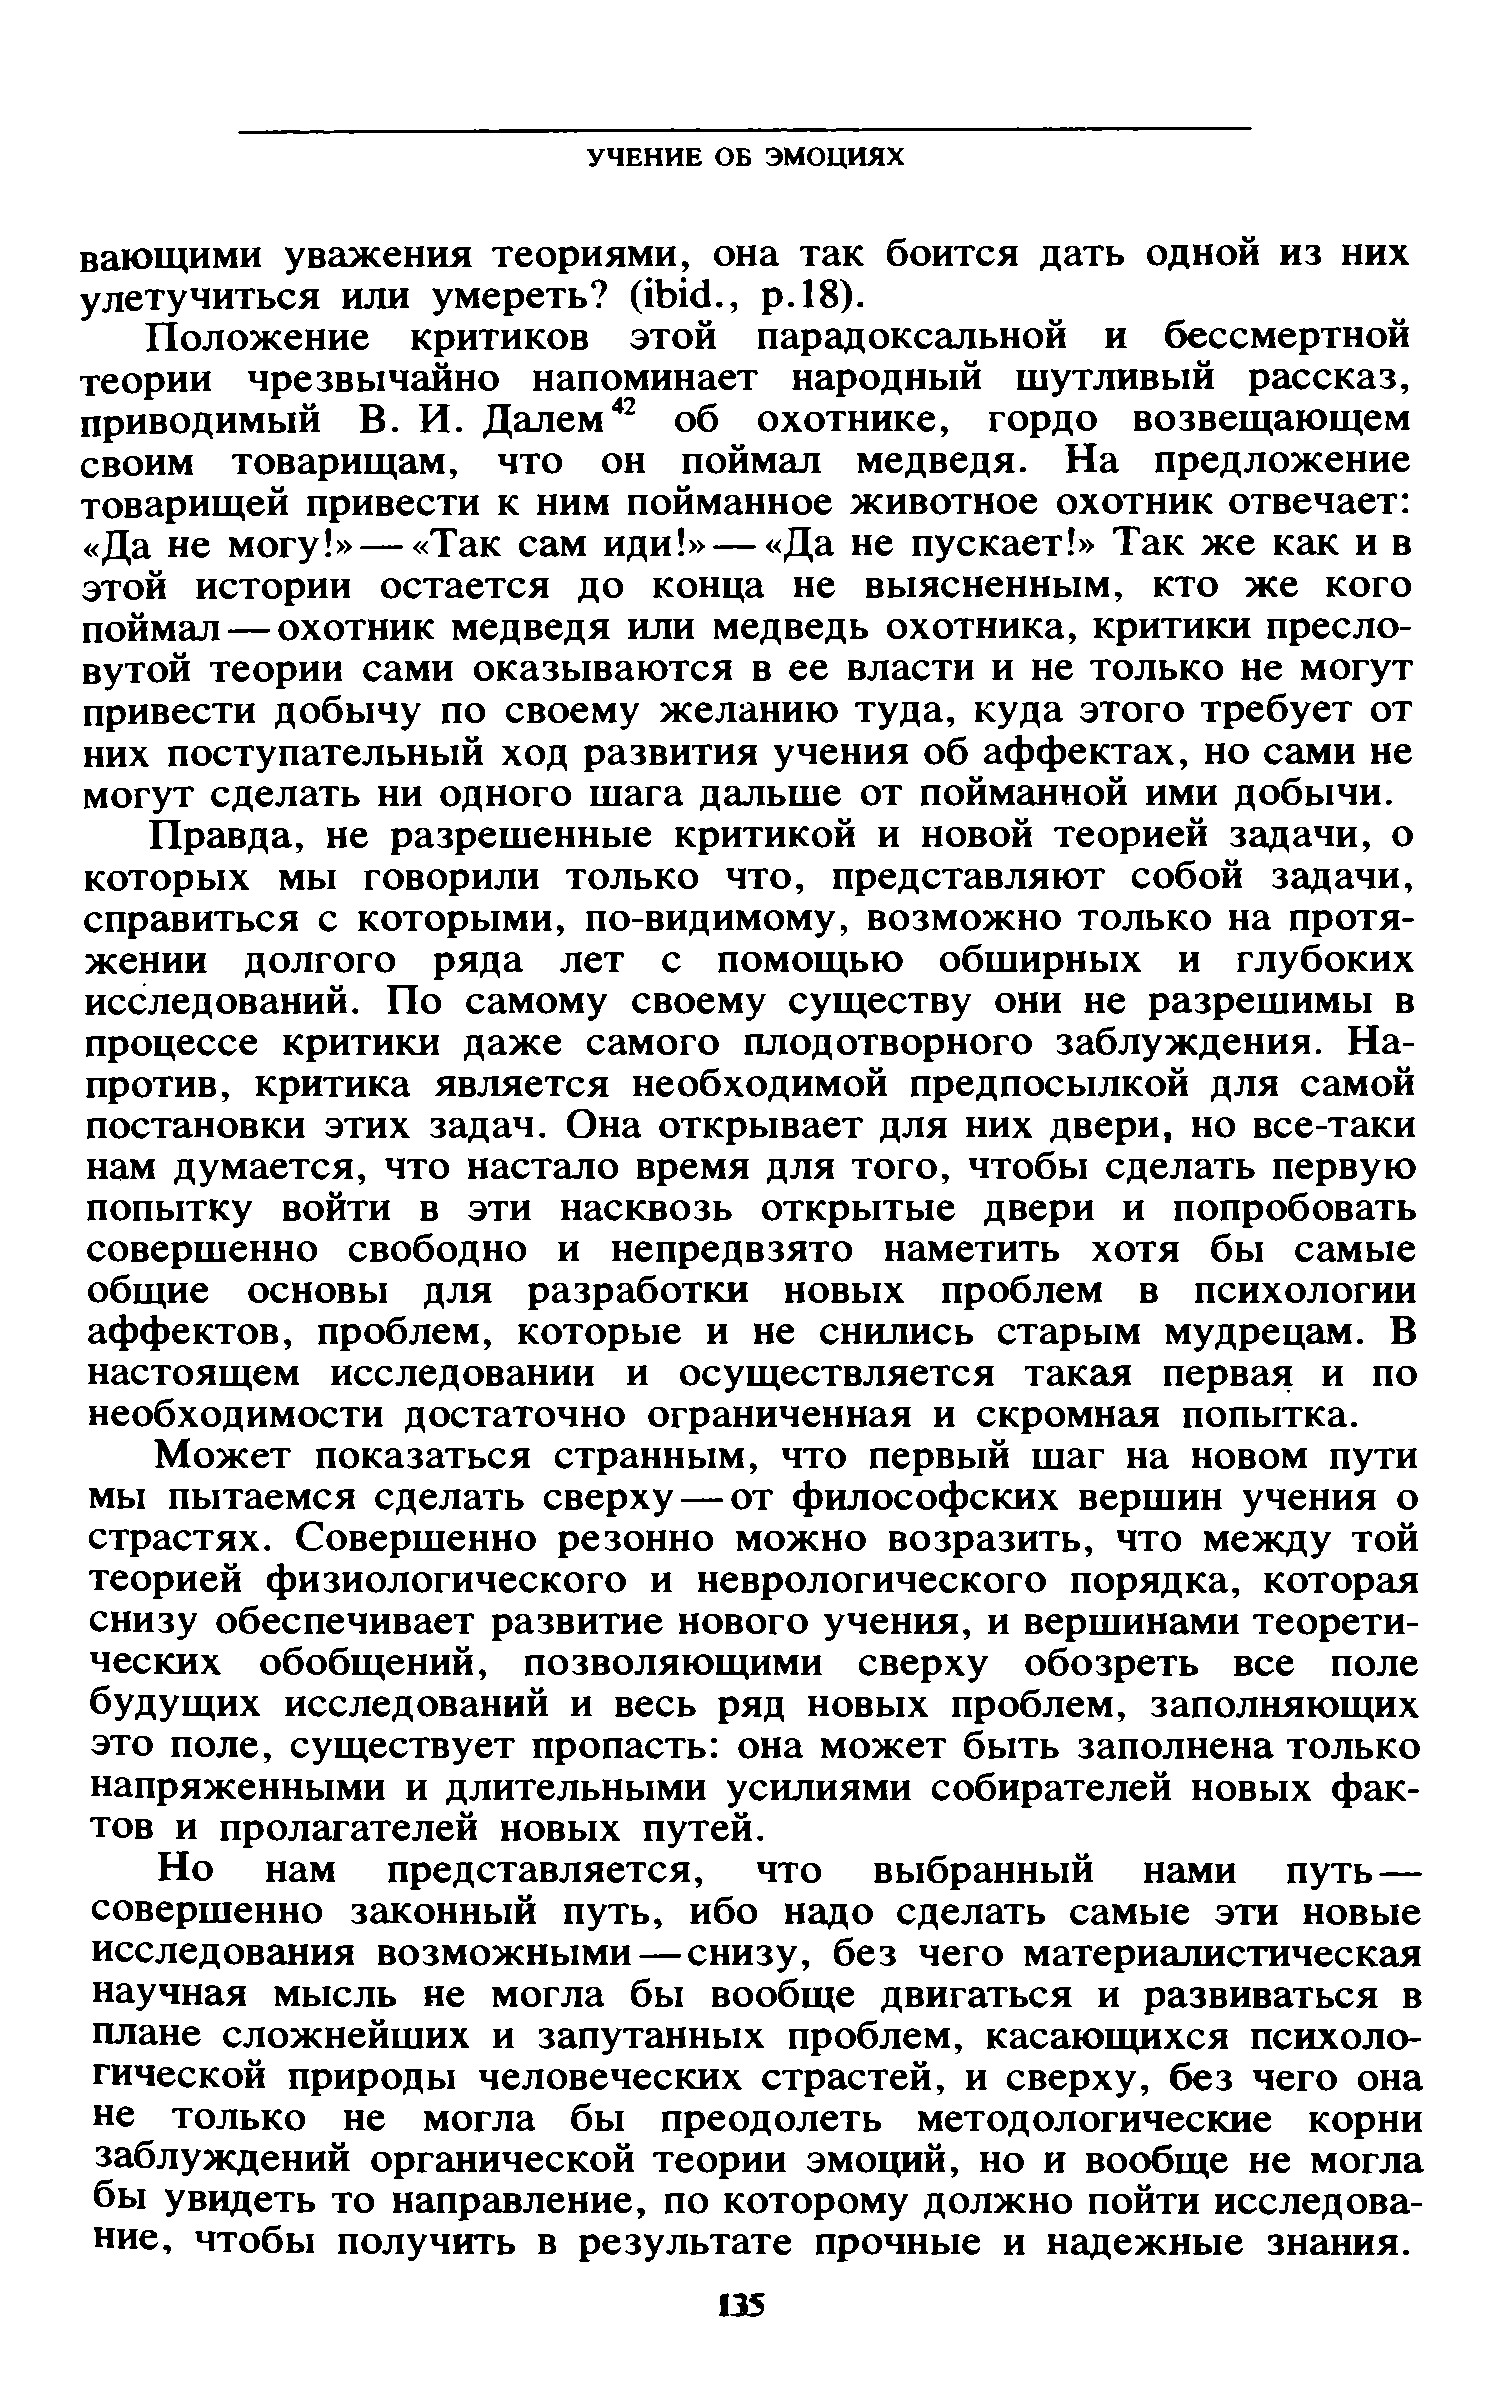 УЧЕНИЕ ОБ ЭМОЦИЯХ
вающими уважения теориями, она так боится дать одной из них
улетучиться или умереть? (ibid., p.18).
Положение критиков этой парадоксальной и бессмертной
теории чрезвычайно напоминает народный шутливый рассказ,
приводимый В. И. Далем⁴² об охотнике, гордо возвещающем
своим товарищам, что он поймал медведя. На предложение
товарищей привести к ним пойманное животное охотник отвечает:
«Да не могу!»—«Так сам иди!»—«Да не пускает!» Так же как и в
этой истории остается до конца не выясненным, кто же кого
поймал—охотник медведя или медведь охотника, критики пресло-
вутой теории сами оказываются в ее власти и не только не могут
привести добычу по своему желанию туда, куда этого требует от
них поступательный ход развития учения об аффектах, но сами не
могут сделать ни одного шага дальше от пойманной ими добычи.
Правда, не разрешенные критикой и новой теорией задачи, о
которых мы говорили только что, представляют собой задачи,
справиться с которыми, по-видимому, возможно только на протя-
жении долгого ряда лет с помощью обширных и глубоких
исследований. По самому своему существу они не разрешимы в
процессе критики даже самого плодотворного заблуждения. На-
против, критика является необходимой предпосылкой для самой
постановки этих задач. Она открывает для них двери, но все-таки
нам думается, что настало время для того, чтобы сделать первую
попытку войти в эти насквозь открытые двери и попробовать
совершенно свободно и непредвзято наметить хотя бы самые
общие основы для разработки новых проблем в психологии
аффектов, проблем, которые и не снились старым мудрецам. В
настоящем исследовании и осуществляется такая первая и по
необходимости достаточно ограниченная и скромная попытка.
Может показаться странным, что первый шаг на новом пути
мы пытаемся сделать сверху—от философских вершин учения о
страстях. Совершенно резонно можно возразить, что между той
теорией физиологического и неврологического порядка, которая
снизу обеспечивает развитие нового учения, и вершинами теорети-
ческих обобщений, позволяющими сверху обозреть все поле
будущих исследований и весь ряд новых проблем, заполняющих
это поле, существует пропасть: она может быть заполнена только
напряженными и длительными усилиями собирателей новых фак-
тов и пролагателей новых путей.
Но нам представляется, что выбранный нами путь—
совершенно законный путь, ибо надо сделать самые эти новые
исследования возможными—снизу, без чего материалистическая
научная мысль не могла бы вообще двигаться и развиваться в
плане сложнейших и запутанных проблем, касающихся психоло-
гической природы человеческих страстей, и сверху, без чего она
не только не могла бы преодолеть методологические корни
заблуждений органической теории эмоций, но и вообще не могла
бы увидеть то направление, по которому должно пойти исследова-
ние, чтобы получить в результате прочные и надежные знания.
135